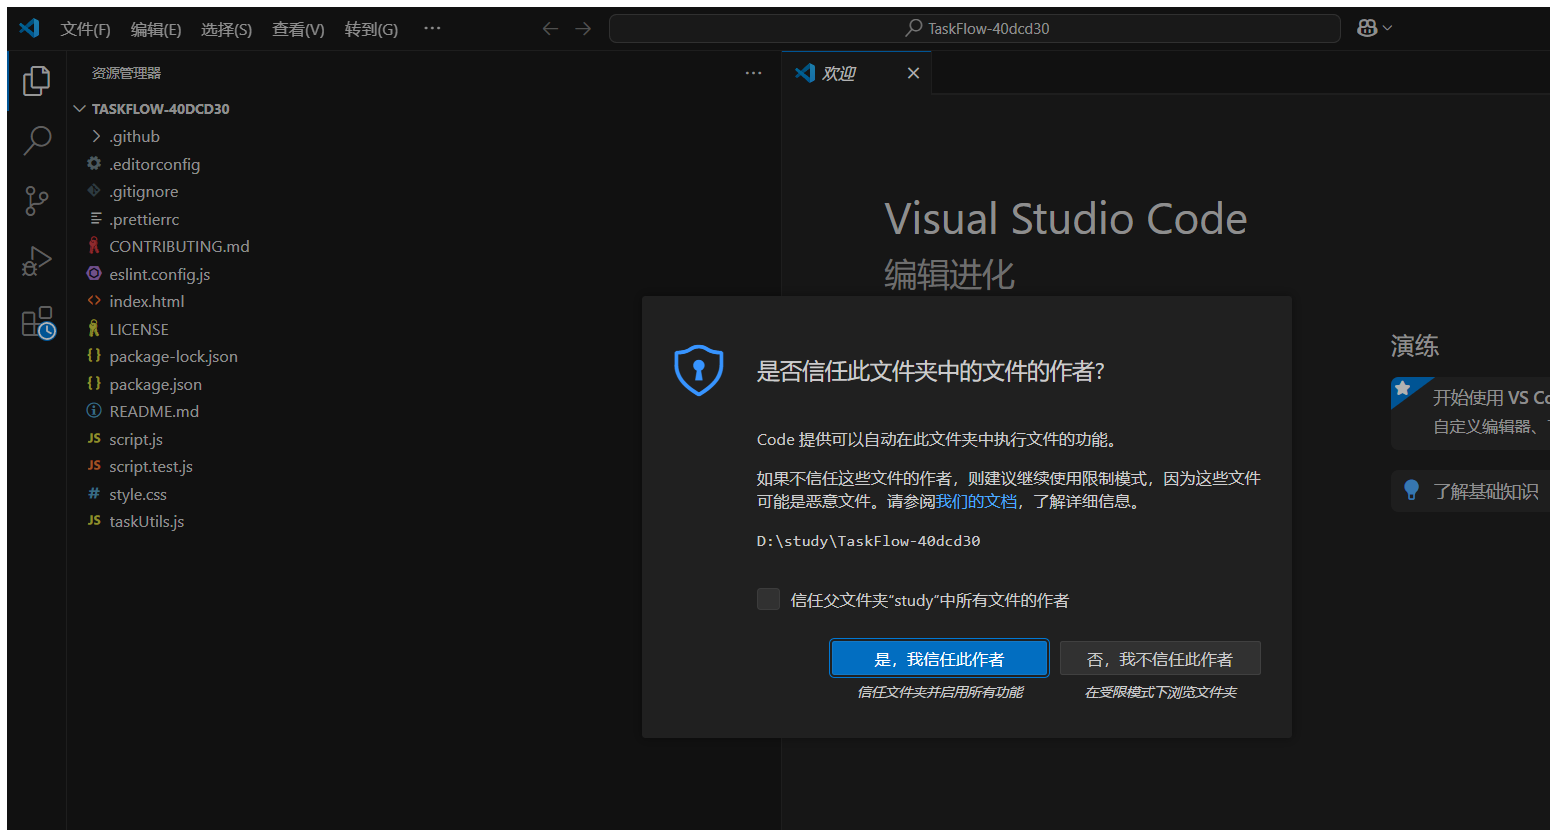 文件(F) 编辑(E) 选择(S) 查看(V) 转到(G) ··· TaskFlow-40dcd30
资源管理器 ···
欢迎
TASKFLOW-40DCD30
.github
.editorconfig
.gitignore
.prettierrc
CONTRIBUTING.md
eslint.config.js
index.html
LICENSE
package-lock.json
package.json
README.md
JS script.js
JS script.test.js
# style.css
JS taskUtils.js
Visual Studio Code
编辑进化
演练
开始使用 VS Co
自定义编辑器、
了解基础知识
是否信任此文件夹中的文件的作者?
Code 提供可以自动在此文件夹中执行文件的功能。
如果不信任这些文件的作者，则建议继续使用限制模式，因为这些文件
可能是恶意文件。请参阅我们的文档，了解详细信息。
D:\study\TaskFlow-40dcd30
信任父文件夹“study”中所有文件的作者
是，我信任此作者
信任文件夹并启用所有功能
否，我不信任此作者
在受限模式下浏览文件夹